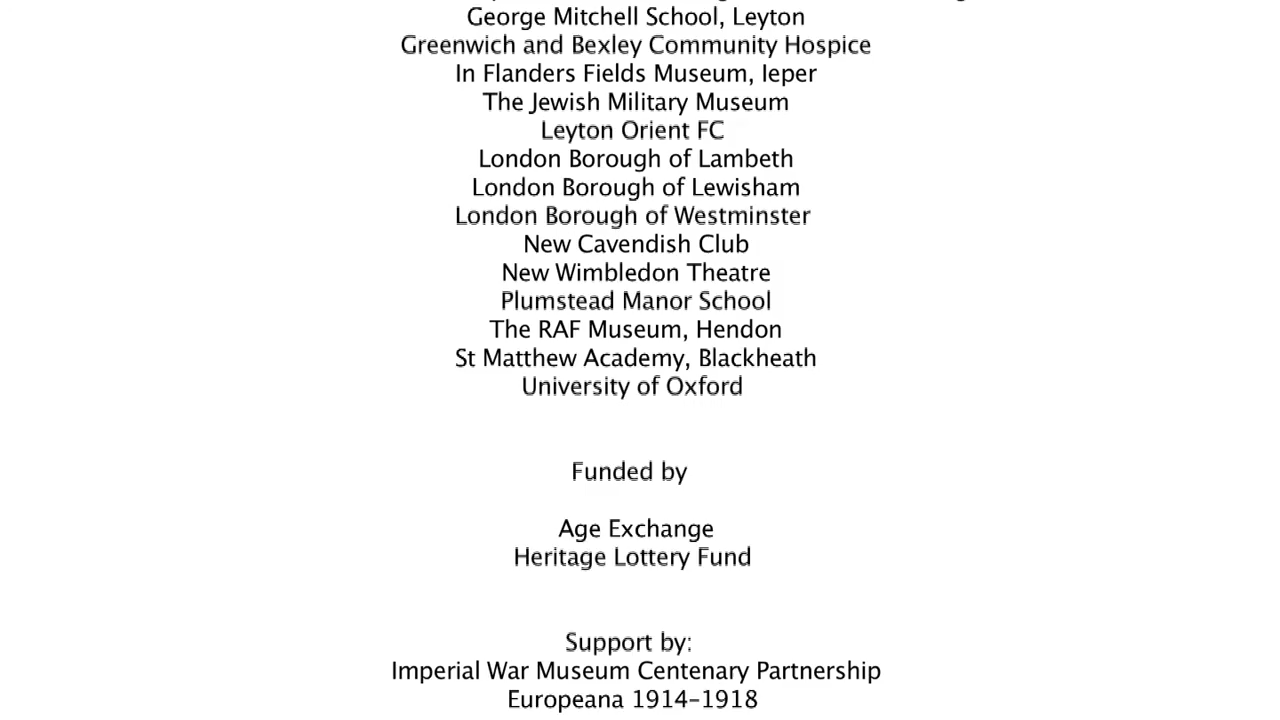 George Mitchell School, Leyton
Greenwich and Bexley Community Hospice
In Flanders Fields Museum, Ieper
The Jewish Military Museum
Leyton Orient FC
London Borough of Lambeth
London Borough of Lewisham
London Borough of Westminster
New Cavendish Club
New Wimbledon Theatre
Plumstead Manor School
The RAF Museum, Hendon
St Matthew Academy, Blackheath
University of Oxford
Funded by
Age Exchange
Heritage Lottery Fund
Support by:
Imperial War Museum Centenary Partnership
Europeana 1914–1918